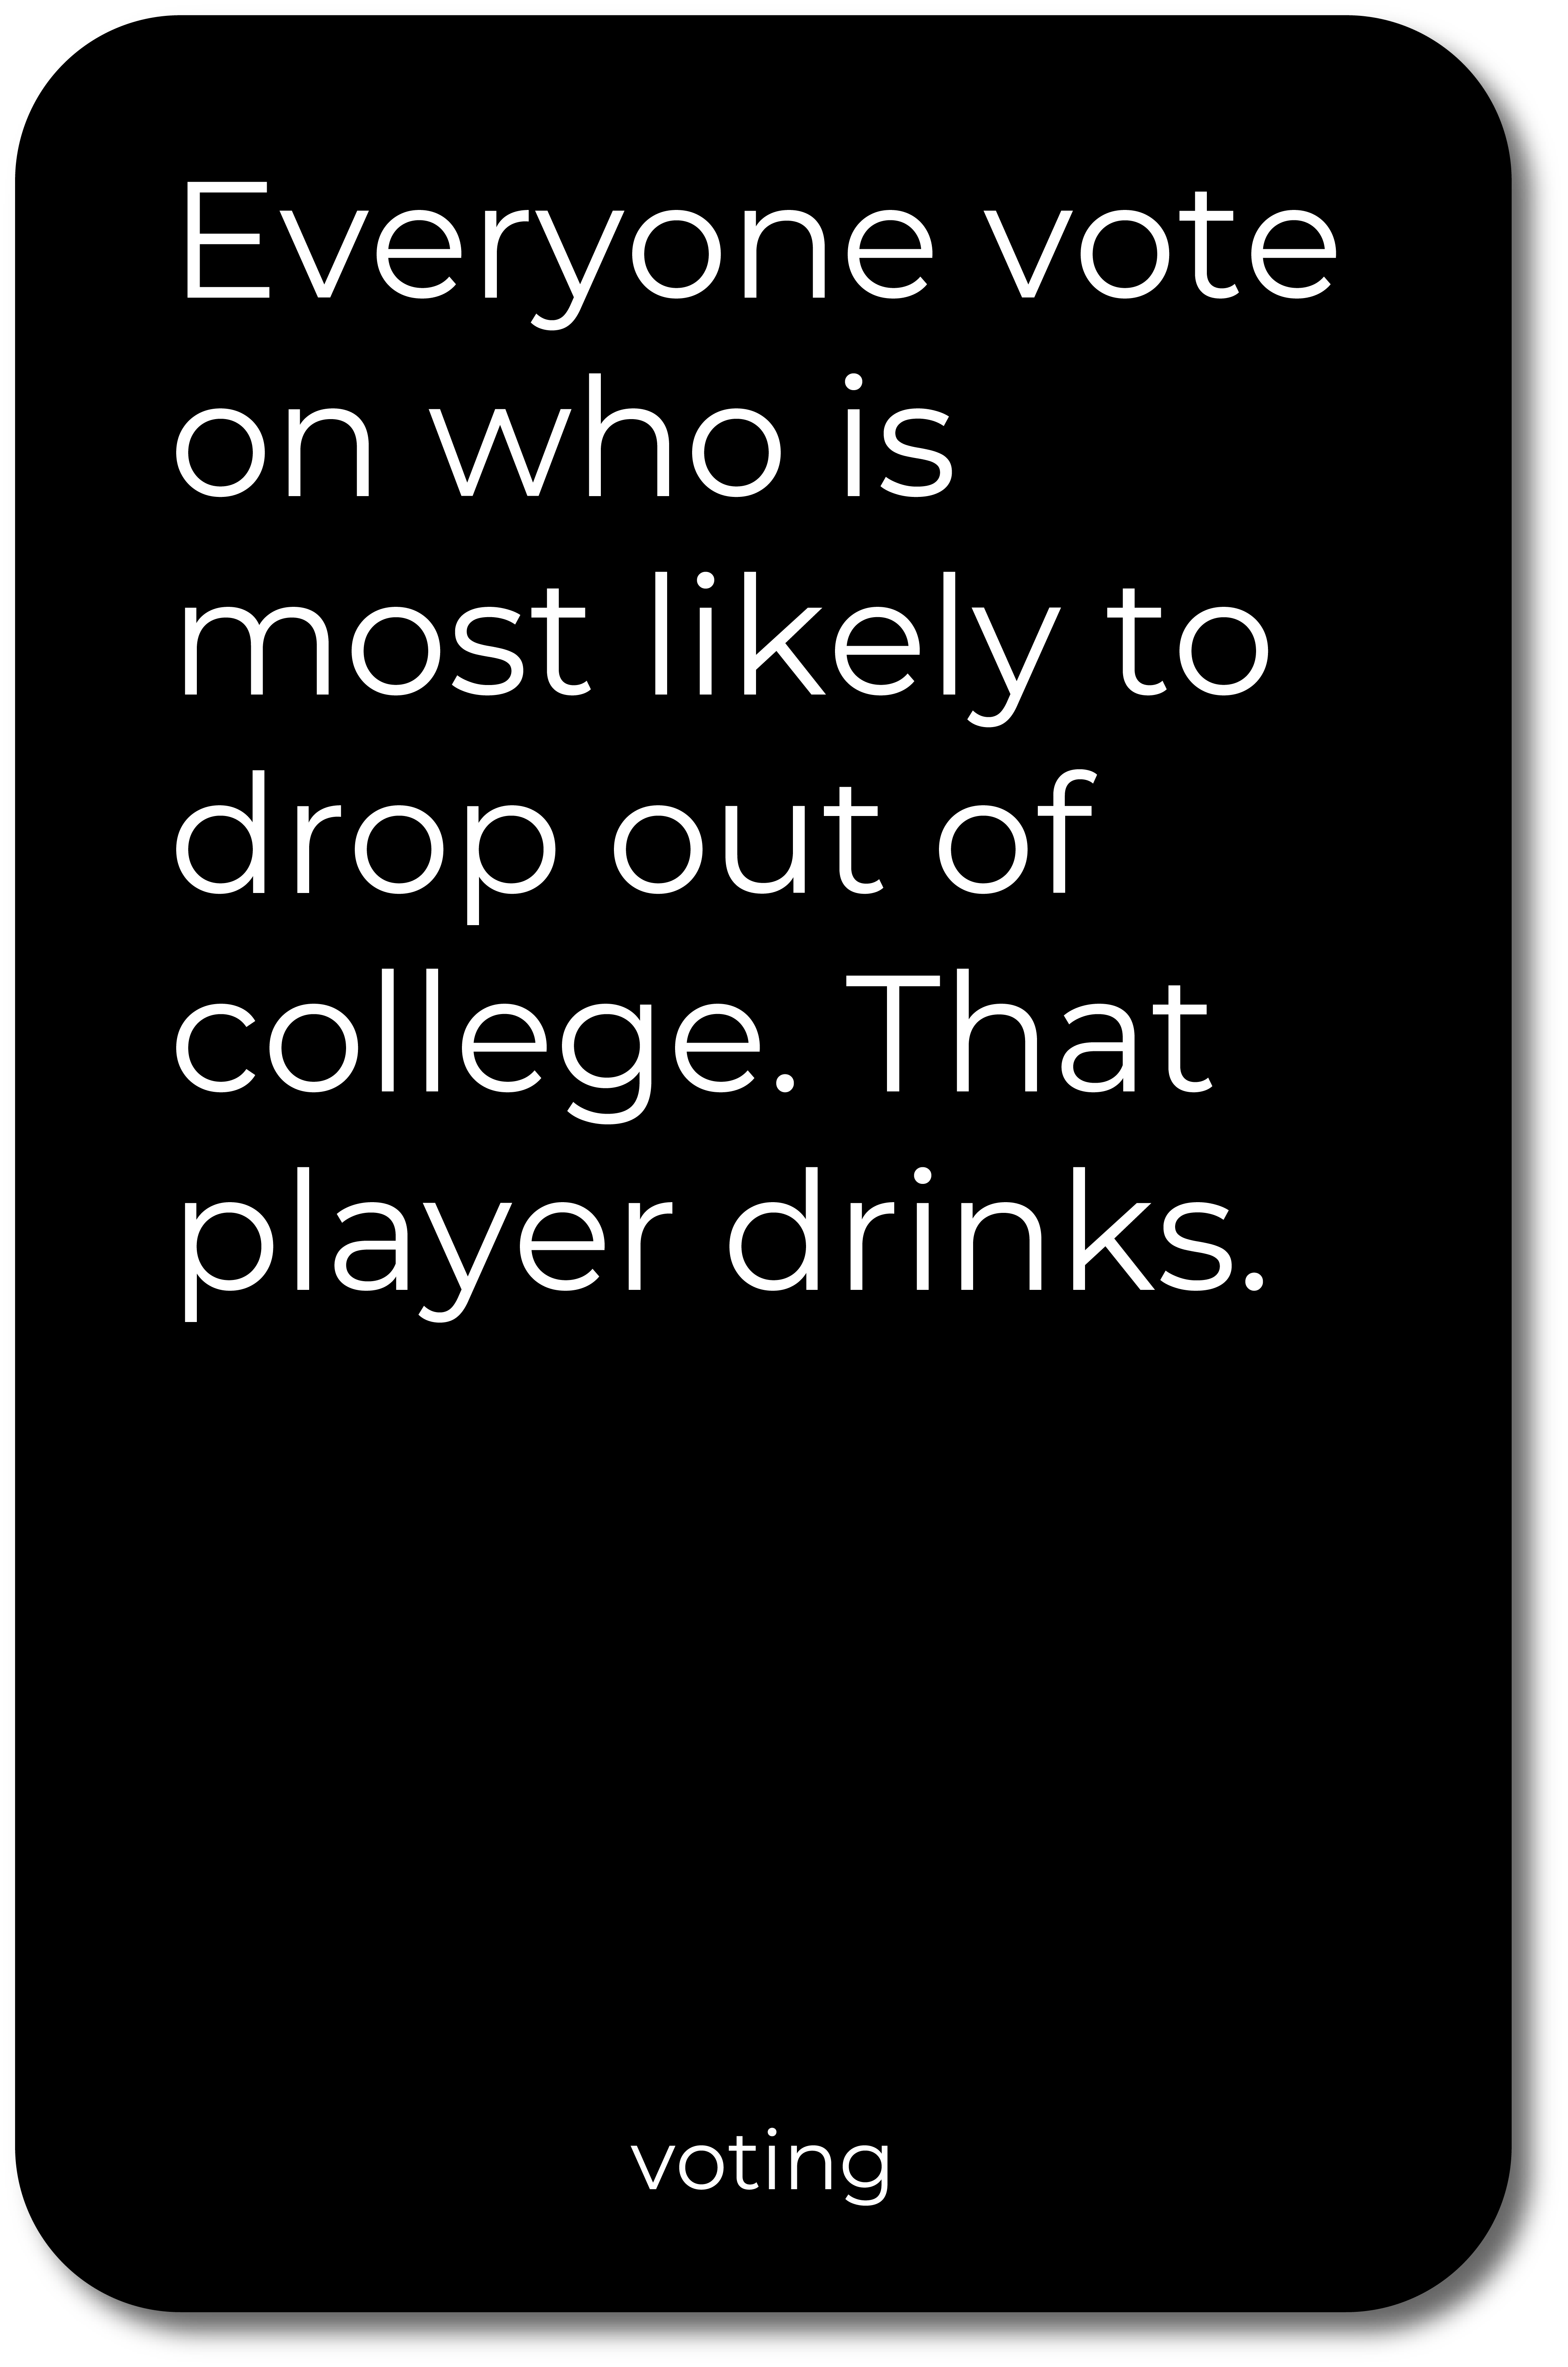 Everyone vote
on who is
most likely to
drop out of
college. That
player drinks.
voting